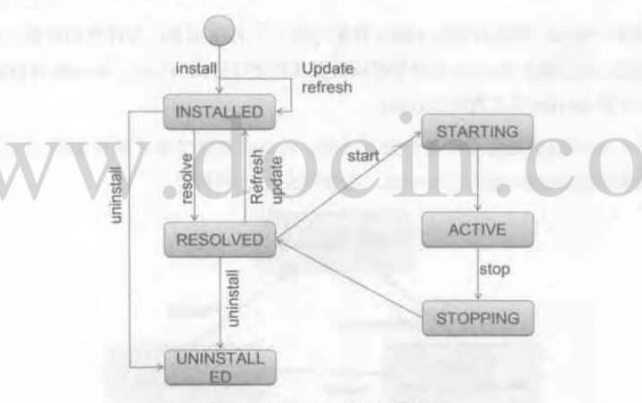 install
Update
refresh
INSTALLED
STARTING
uninstall
resolve
Refresh
update
start
www.docin.co
RESOLVED
ACTIVE
uninstall
stop
STOPPING
UNINSTALL
ED